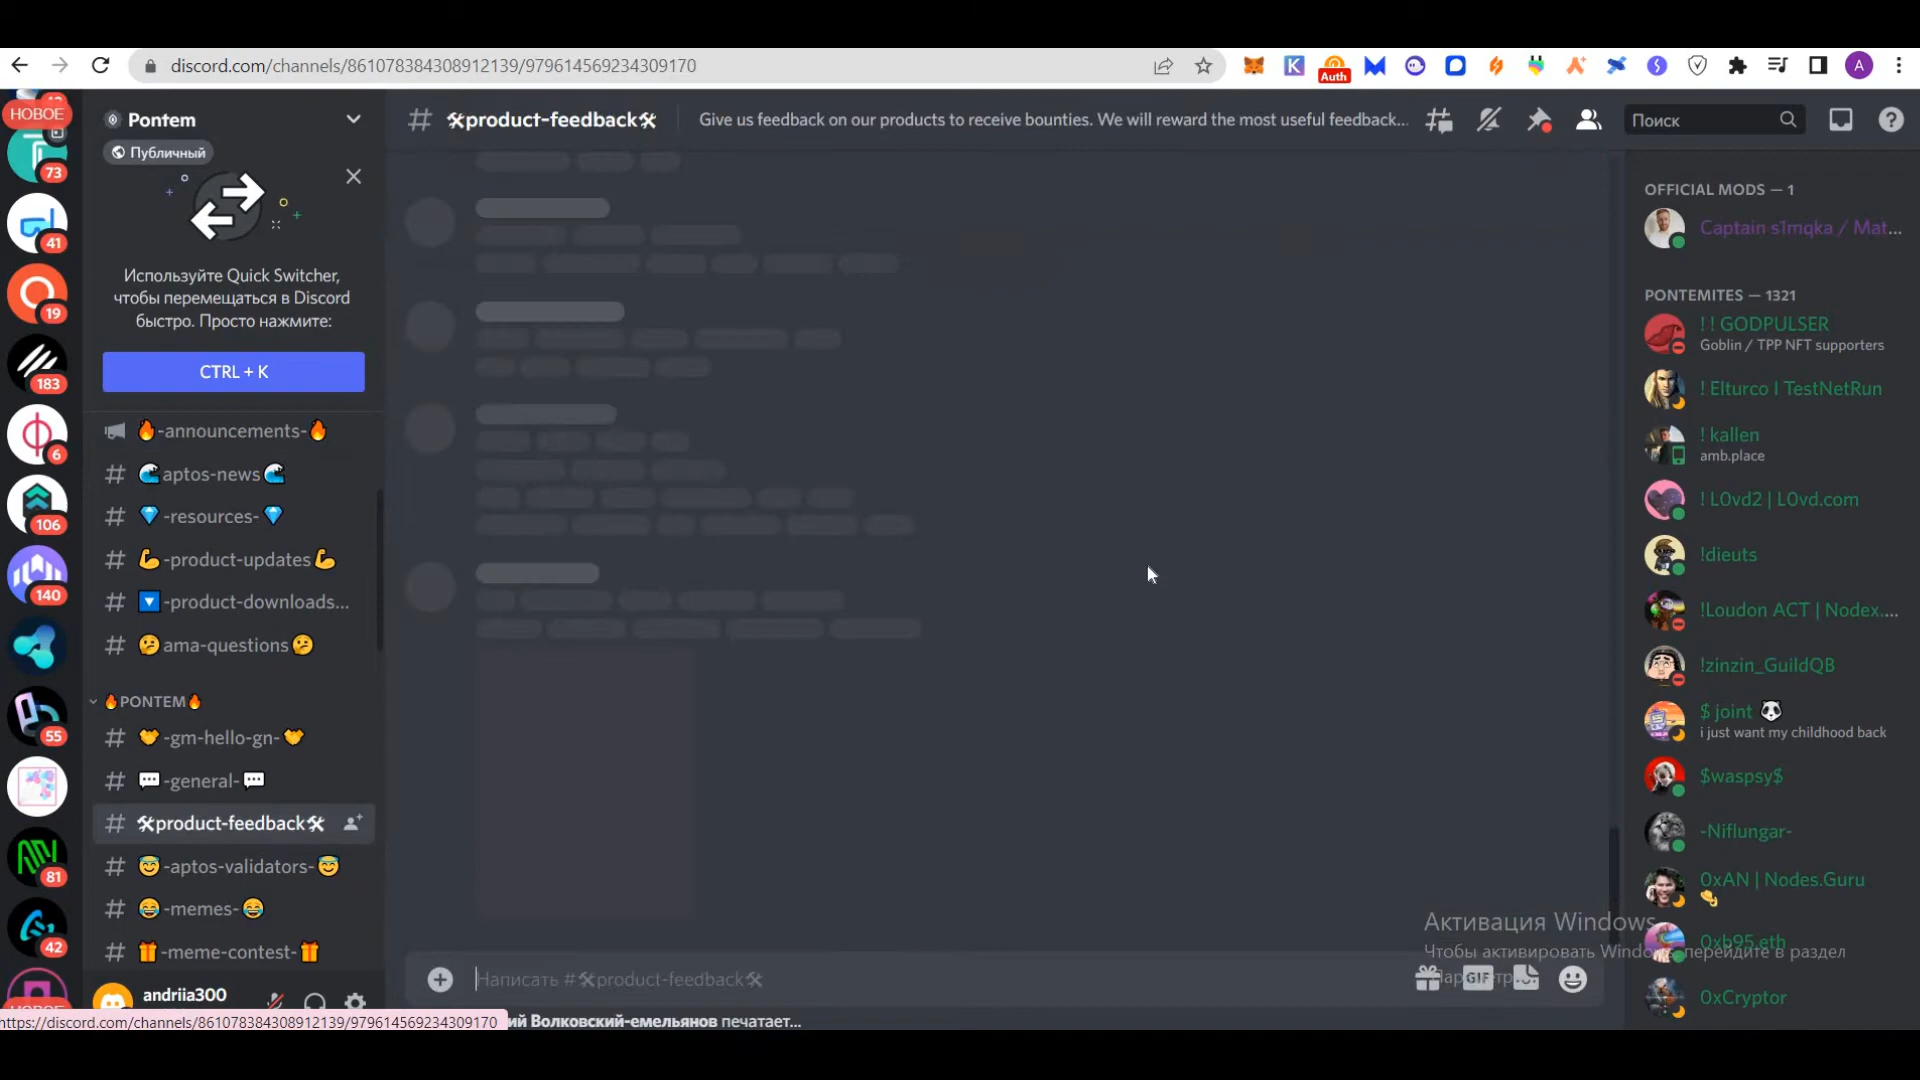 discord.com/channels/861078384308912139/979614569234309170
Auth
A
НОВОЕ
73
41
19
183
6
106
140
55
81
42
НОВОЕ
Pontem
Публичный
Используйте Quick Switcher,
чтобы перемещаться в Discord
быстро. Просто нажмите:
CTRL + K
🔥-announcements-🔥
# 🌊aptos-news🌊
# 💎-resources-💎
# 💪-product-updates💪
# 🔽-product-downloads...
# 🤔ama-questions🤔
🔥PONTEM🔥
# 🤝-gm-hello-gn-🤝
# 💬-general-💬
# 🛠product-feedback🛠
# 😇-aptos-validators-😇
# 😂-memes-😂
# 🎁-meme-contest-🎁
andriia300
https://discord.com/channels/861078384308912139/979614569234309170
# 🛠product-feedback🛠
Give us feedback on our products to receive bounties. We will reward the most useful feedback...
Поиск
Написать #🛠product-feedback🛠
GIF
ий Волковский-емельянов печатает...
OFFICIAL MODS — 1
Captain s1mqka / Mat...
PONTEMITES — 1321
! ! GODPULSER
Goblin / TPP NFT supporters
! Elturco l TestNetRun
! kallen
amb.place
! L0vd2 | L0vd.com
!dieuts
!Loudon ACT | Nodex....
!zinzin_GuildQB
$ joint 🐼
i just want my childhood back
$waspsy$
-Niflungar-
0xAN | Nodes.Guru
0xb95.eth
0xCryptor
Активация Windows
Чтобы активировать Windows, перейдите в раздел